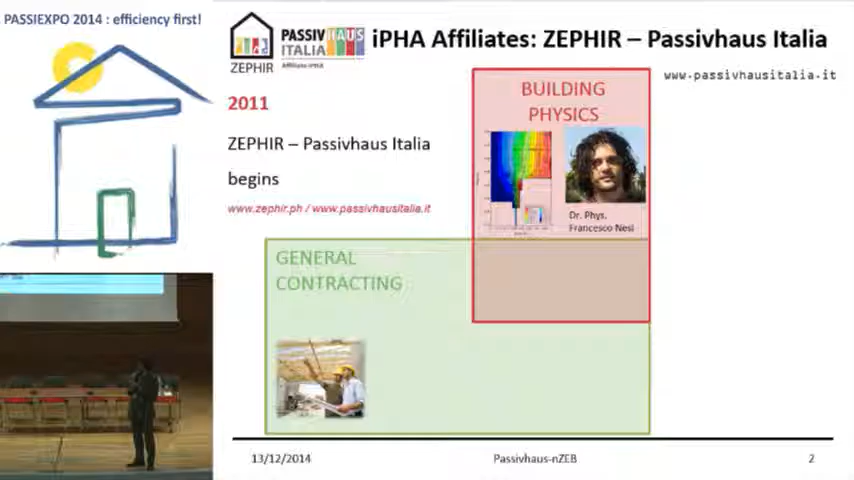 PASSIEXPO 2014 : efficiency first!
ZEPHIR
PASSIV HAUS
ITALIA
Affiliate iPHA
iPHA Affiliates: ZEPHIR – Passivhaus Italia
www.passivhausitalia.it
2011
ZEPHIR – Passivhaus Italia
begins
www.zephir.ph / www.passivhausitalia.it
BUILDING
PHYSICS
Dr. Phys.
Francesco Nesi
GENERAL
CONTRACTING
13/12/2014
Passivhaus-nZEB
2